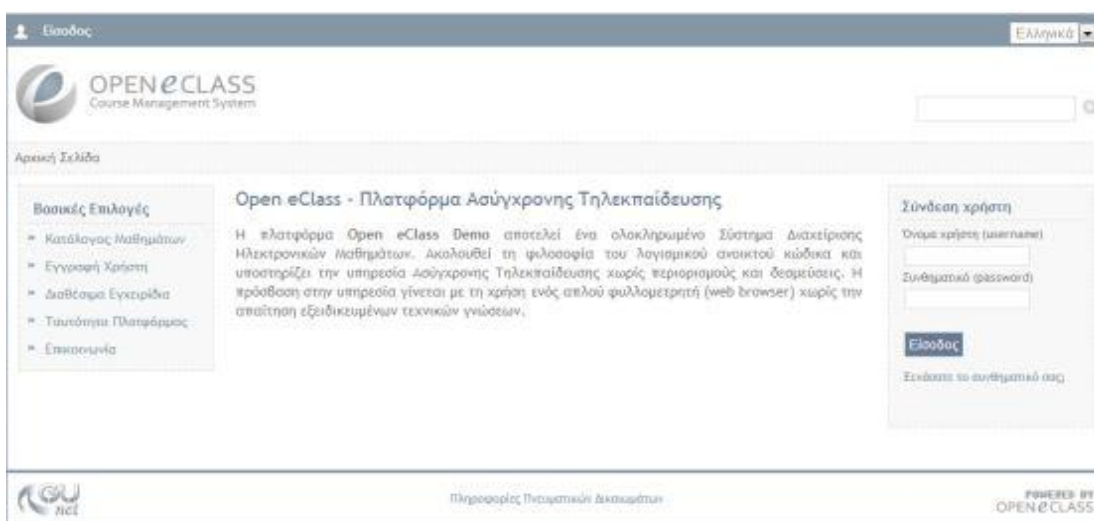 Είσοδος
Ελληνικά
OPEN eCLASS
Course Management System
Αρχική Σελίδα
Βασικές Επιλογές
Κατάλογος Μαθημάτων
Εγγραφή Χρήστη
Διαθέσιμα Εγχειρίδια
Ταυτότητα Πλατφόρμας
Επικοινωνία
Open eClass - Πλατφόρμα Ασύγχρονης Τηλεκπαίδευσης
Η πλατφόρμα Open eClass Demo αποτελεί ένα ολοκληρωμένο Σύστημα Διαχείρισης
Ηλεκτρονικών Μαθημάτων. Ακολουθεί τη φιλοσοφία του λογισμικού ανοικτού κώδικα και
υποστηρίζει την υπηρεσία Ασύγχρονης Τηλεκπαίδευσης χωρίς περιορισμούς και δεσμεύσεις. Η
πρόσβαση στην υπηρεσία γίνεται με τη χρήση ενός απλού φυλλομετρητή (web browser) χωρίς την
απαίτηση εξειδικευμένων τεχνικών γνώσεων.
Σύνδεση χρήστη
Όνομα χρήστη (username)
Συνθηματικό (password)
Είσοδος
Ξεχάσατε το συνθηματικό σας;
GUnet
Πληροφορίες Πνευματικών Δικαιωμάτων
POWERED BY
OPEN eCLASS